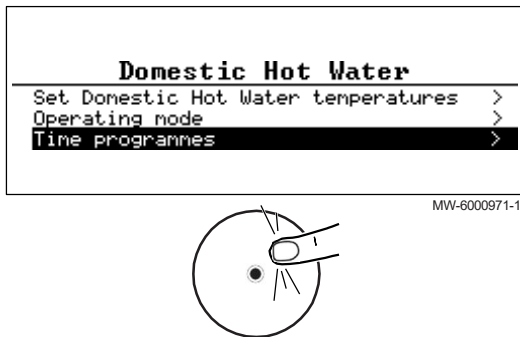 Domestic Hot Water
Set Domestic Hot Water temperatures >
Operating mode >
Time programmes >
MW-6000971-1